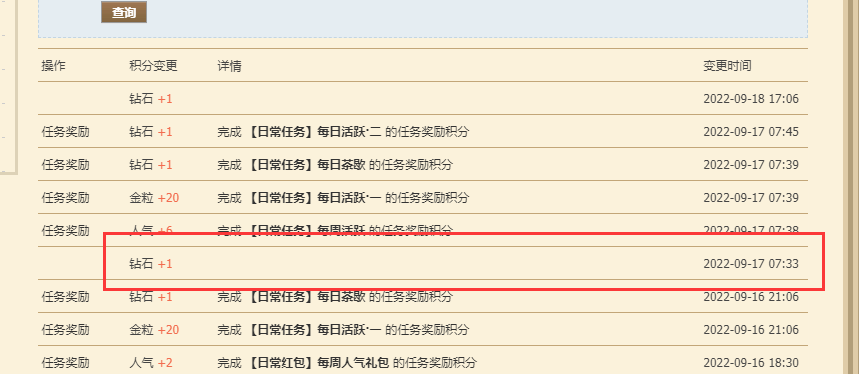 查询
操作 积分变更 详情 变更时间
钻石 +1 2022-09-18 17:06
任务奖励 钻石 +1 完成 【日常任务】每日活跃·二 的任务奖励积分 2022-09-17 07:45
任务奖励 钻石 +1 完成 【日常任务】每日茶歇 的任务奖励积分 2022-09-17 07:39
任务奖励 金粒 +20 完成 【日常任务】每日活跃·一 的任务奖励积分 2022-09-17 07:39
任务奖励 人气 +6 完成 【日常任务】每周活跃 的任务奖励积分 2022-09-17 07:38
钻石 +1 2022-09-17 07:33
任务奖励 钻石 +1 完成 【日常任务】每日茶歇 的任务奖励积分 2022-09-16 21:06
任务奖励 金粒 +20 完成 【日常任务】每日活跃·一 的任务奖励积分 2022-09-16 21:06
任务奖励 人气 +2 完成 【日常红包】每周人气礼包 的任务奖励积分 2022-09-16 18:30